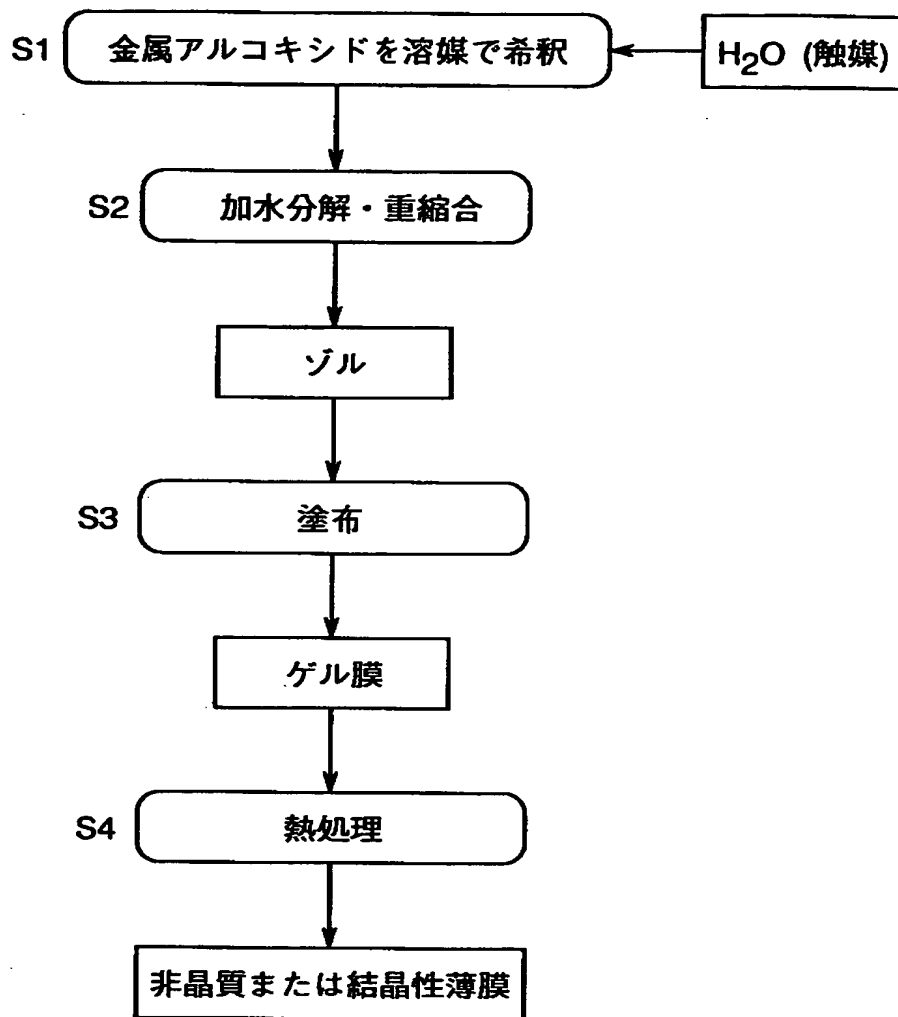 S1 金属アルコキシドを溶媒で希釈 H₂O (触媒)
S2 加水分解・重縮合
ゾル
S3 塗布
ゲル膜
S4 熱処理
非晶質または結晶性薄膜